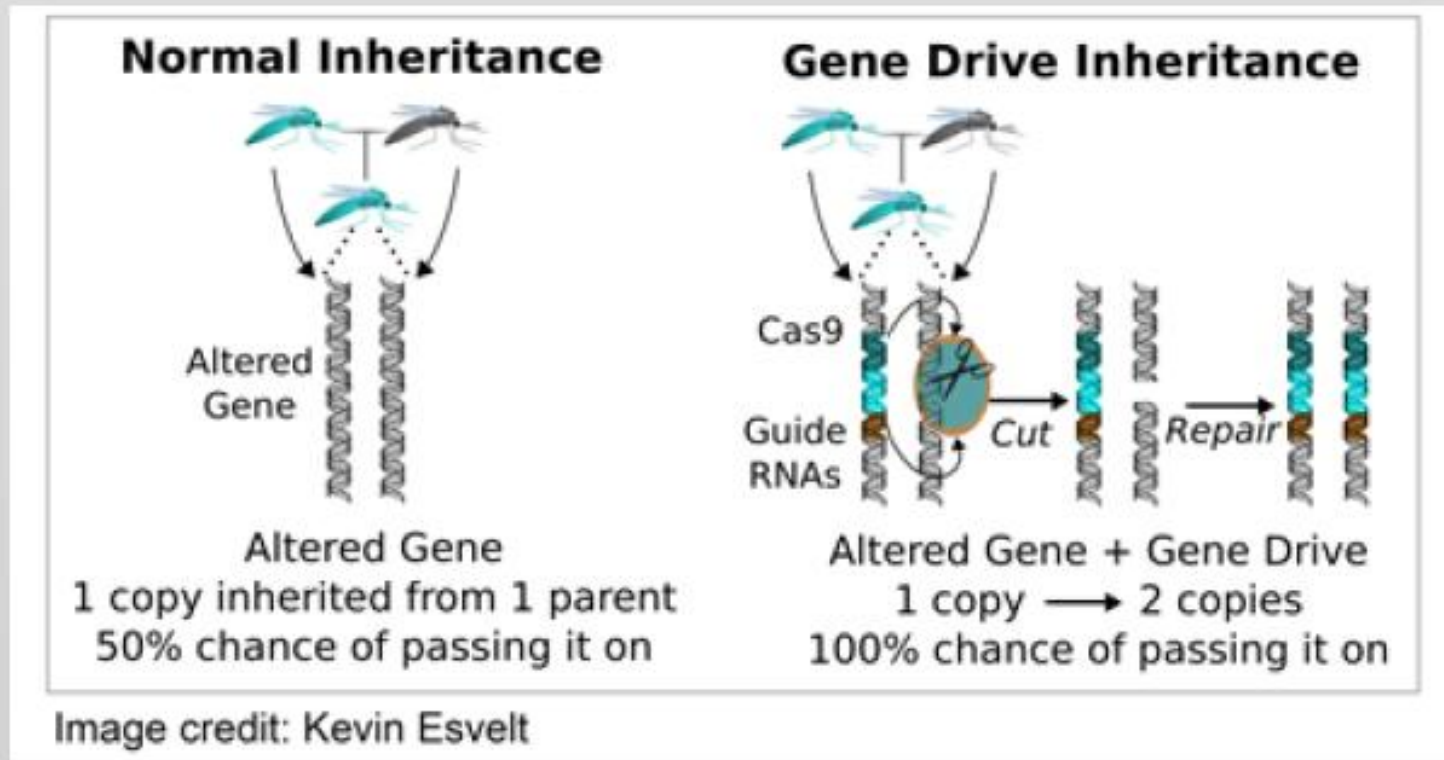 Normal Inheritance
Altered
Gene
Altered Gene
1 copy inherited from 1 parent
50% chance of passing it on
Gene Drive Inheritance
Cas9
Guide
RNAs
Cut
Repair
Altered Gene + Gene Drive
1 copy → 2 copies
100% chance of passing it on
Image credit: Kevin Esvelt